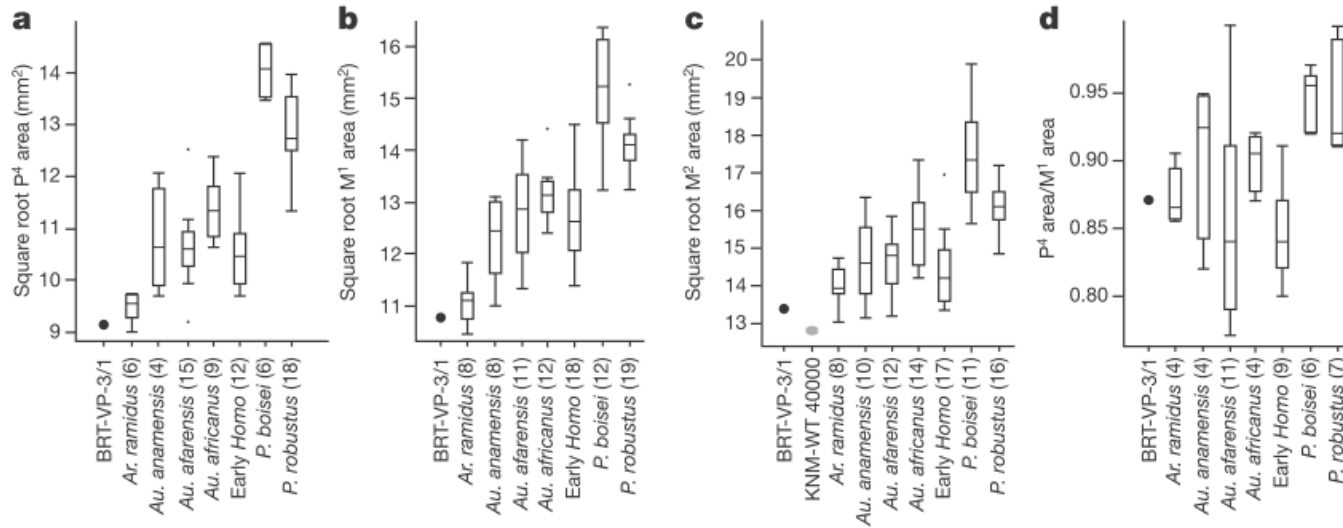 a
Square root P⁴ area (mm²)
14
13
12
11
10
9
BRT-VP-3/1
Ar. ramidus (6)
Au. anamensis (4)
Au. afarensis (15)
Au. africanus (9)
Early Homo (12)
P. boisei (6)
P. robustus (18)
b
Square root M¹ area (mm²)
16
15
14
13
12
11
BRT-VP-3/1
Ar. ramidus (8)
Au. anamensis (8)
Au. afarensis (11)
Au. africanus (12)
Early Homo (18)
P. boisei (12)
P. robustus (19)
c
Square root M² area (mm²)
20
19
18
17
16
15
14
13
BRT-VP-3/1
KNM-WT 40000
Ar. ramidus (8)
Au. anamensis (10)
Au. afarensis (12)
Au. africanus (14)
Early Homo (17)
P. boisei (11)
P. robustus (16)
d
P⁴ area/M¹ area
0.95
0.90
0.85
0.80
BRT-VP-3/1
Ar. ramidus (4)
Au. anamensis (4)
Au. afarensis (11)
Au. africanus (4)
Early Homo (9)
P. boisei (6)
P. robustus (7)